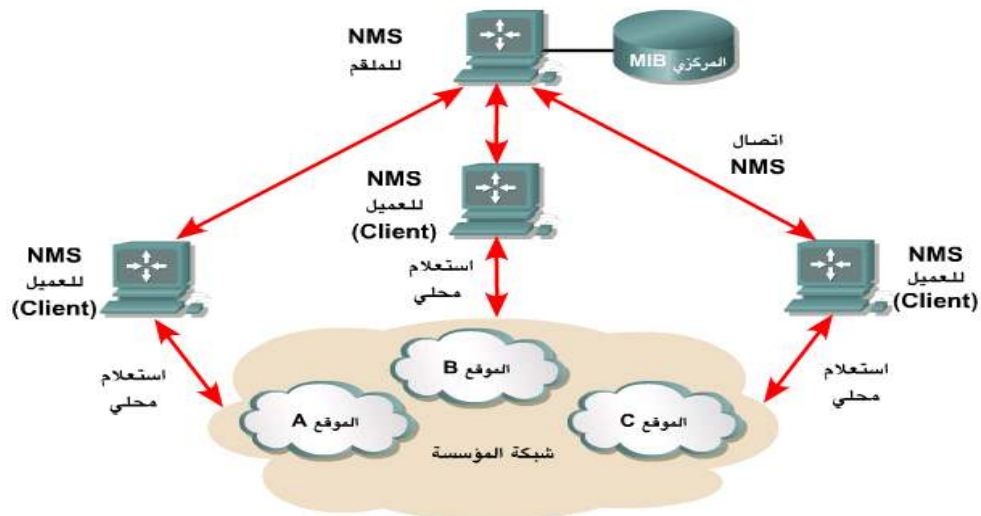 NMS
للملقم
المركزي MIB
اتصال
NMS
NMS
للعميل
(Client)
NMS
للعميل
(Client)
NMS
للعميل
(Client)
استعلام
محلي
استعلام
محلي
استعلام
محلي
الموقع B
الموقع A
الموقع C
شبكة المؤسسة